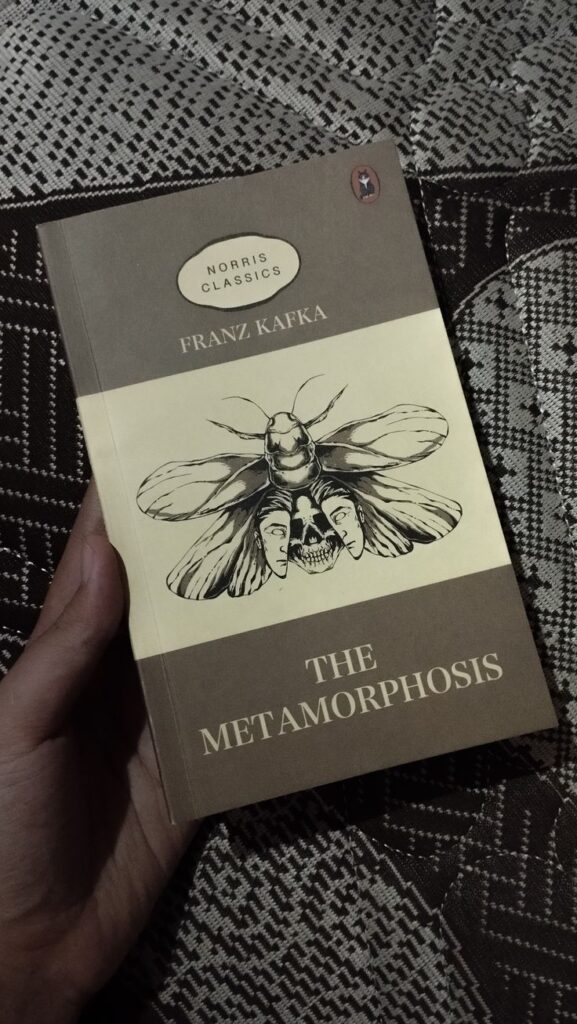 NORRIS
CLASSICS
FRANZ KAFKA
THE
METAMORPHOSIS